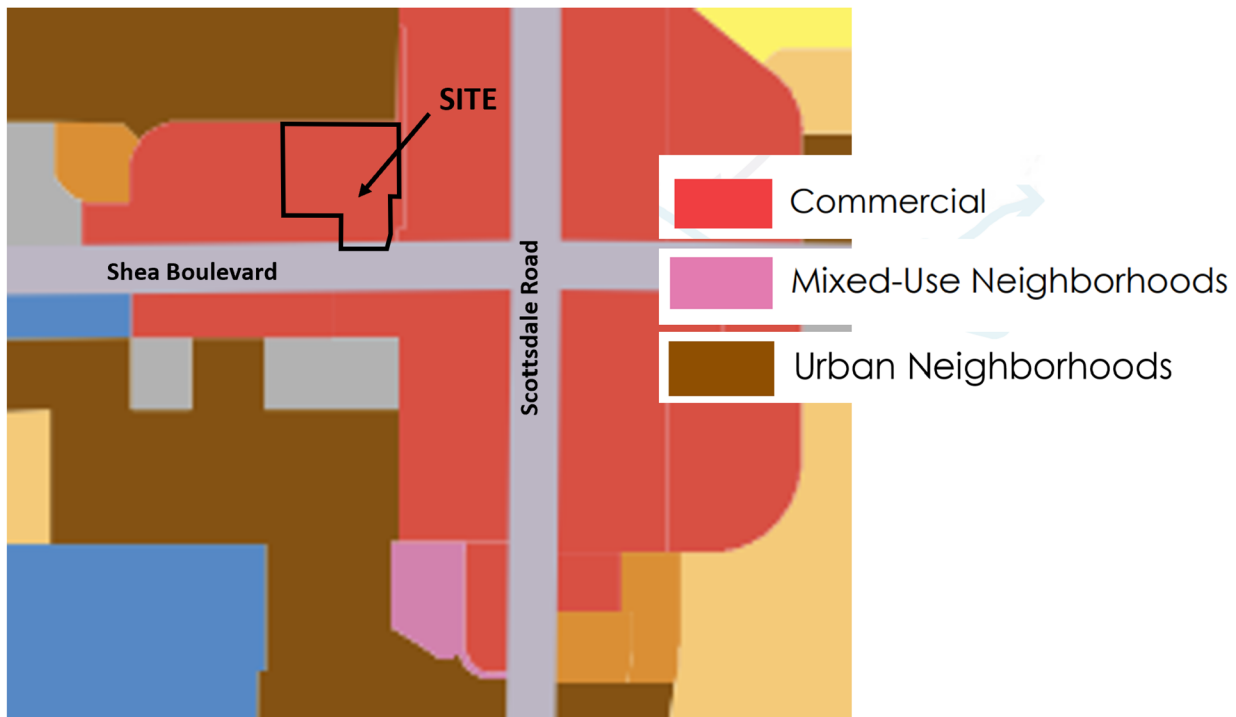 SITE
Commercial
Shea Boulevard
Scottsdale Road
Mixed-Use Neighborhoods
Urban Neighborhoods